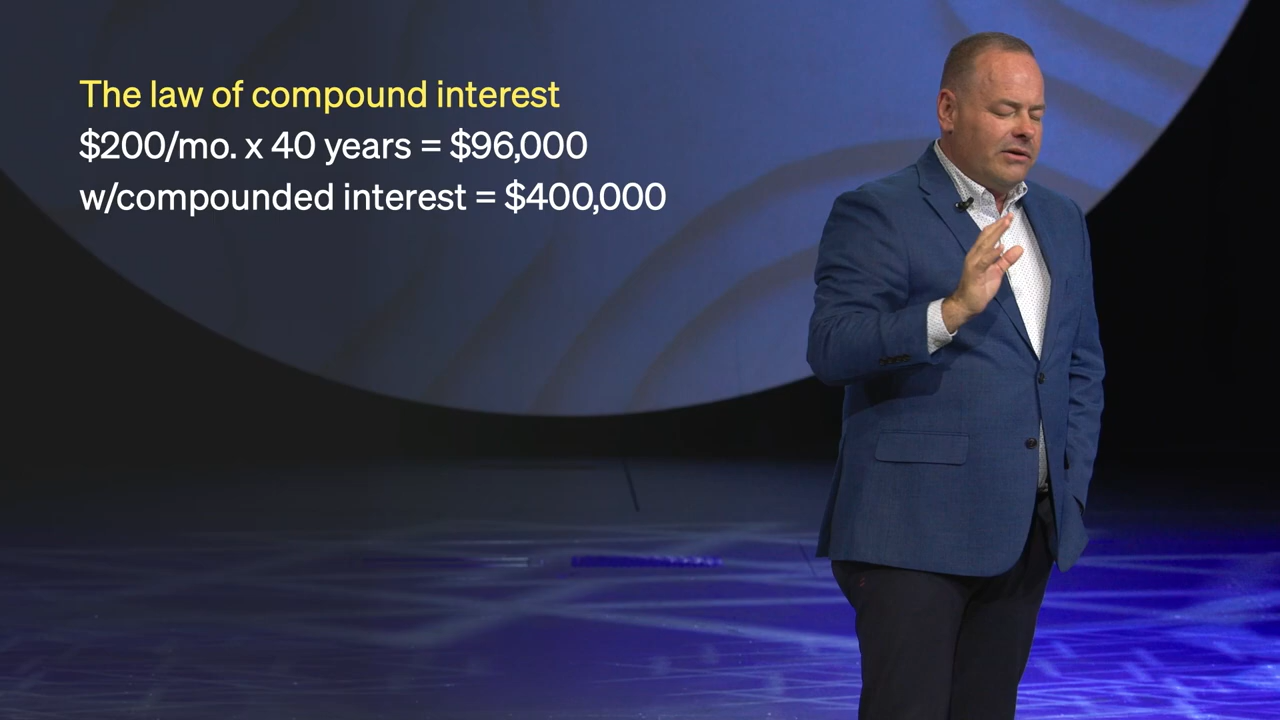 The law of compound interest
$200/mo. x 40 years = $96,000
w/compounded interest = $400,000